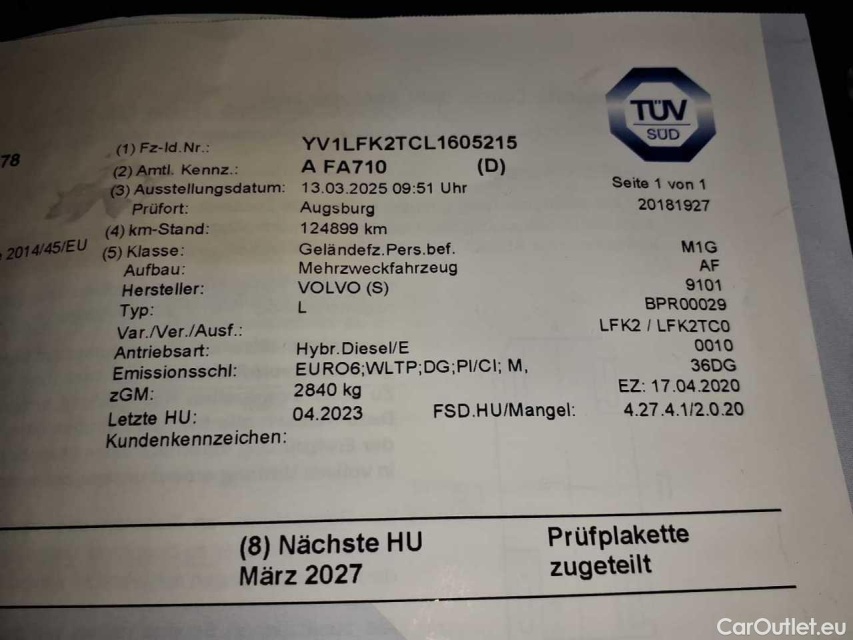 TÜV
SÜD
78
(1) Fz-Id.Nr.: YV1LFK2TCL1605215
(2) Amtl. Kennz.: A FA710 (D)
(3) Ausstellungsdatum: 13.03.2025 09:51 Uhr Seite 1 von 1
Prüfort: Augsburg 20181927
(4) km-Stand: 124899 km
2014/45/EU (5) Klasse: Geländefz.Pers.bef. M1G
Aufbau: Mehrzweckfahrzeug AF
Hersteller: VOLVO (S) 9101
Typ: L BPR00029
Var./Ver./Ausf.: LFK2 / LFK2TC0
Antriebsart: Hybr.Diesel/E 0010
Emissionsschl: EURO6;WLTP;DG;PI/CI; M, 36DG
zGM: 2840 kg EZ: 17.04.2020
Letzte HU: 04.2023 FSD.HU/Mangel: 4.27.4.1/2.0.20
Kundenkennzeichen:
(8) Nächste HU Prüfplakette
März 2027 zugeteilt
CarOutlet.eu